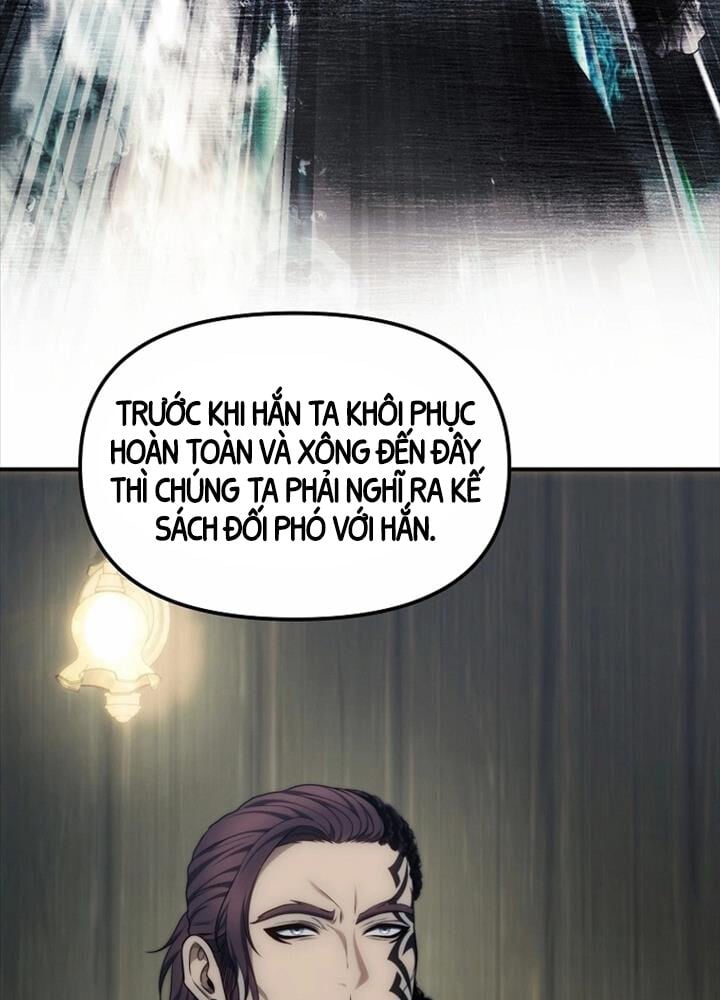 TRƯỚC KHI HẮN TA KHÔI PHỤC
HOÀN TOÀN VÀ XÔNG ĐẾN ĐÂY
THÌ CHÚNG TA PHẢI NGHĨ RA KẾ
SÁCH ĐỐI PHÓ VỚI HẮN.